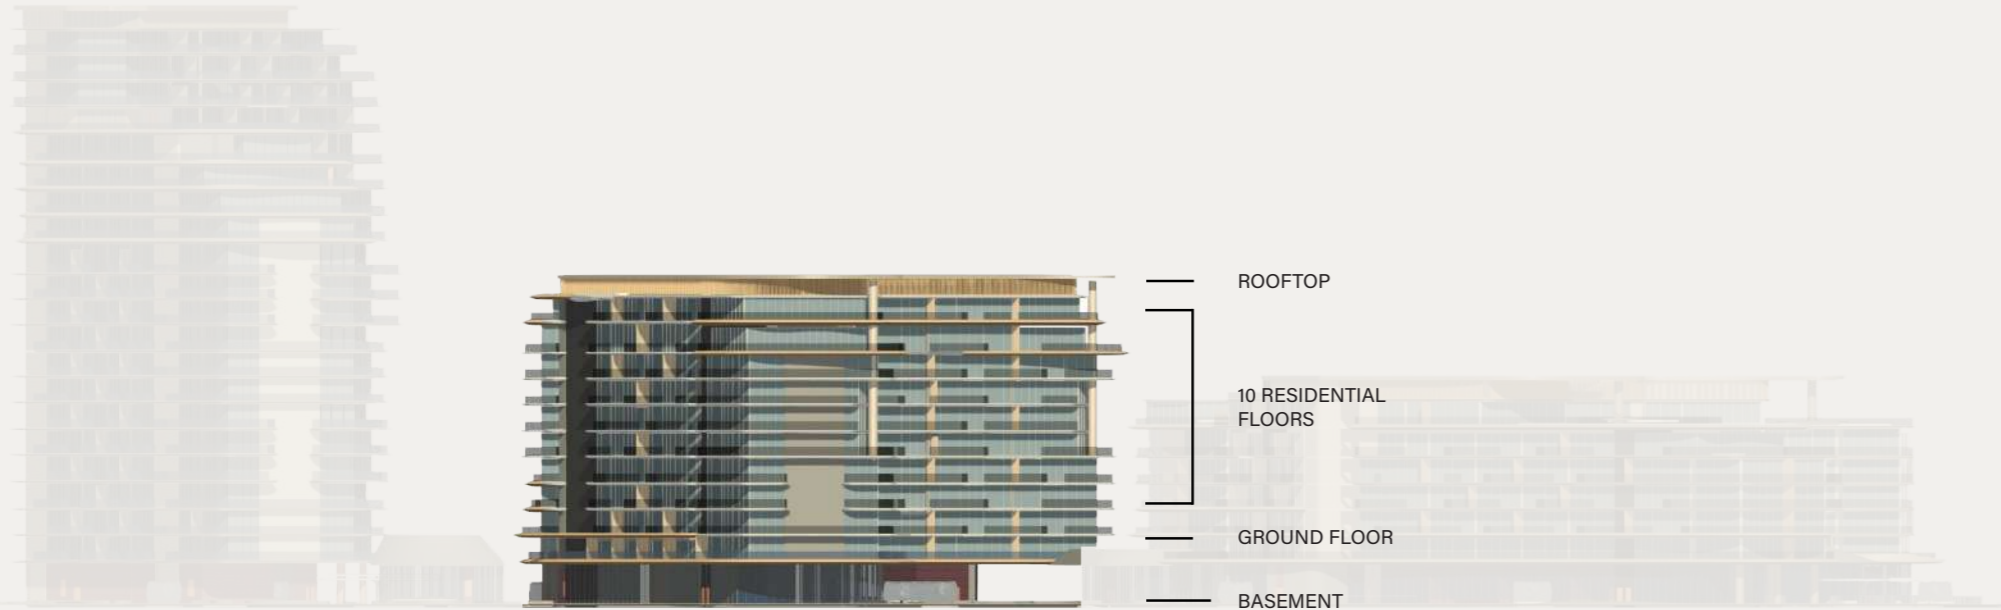 ROOFTOP
10 RESIDENTIAL
FLOORS
GROUND FLOOR
BASEMENT